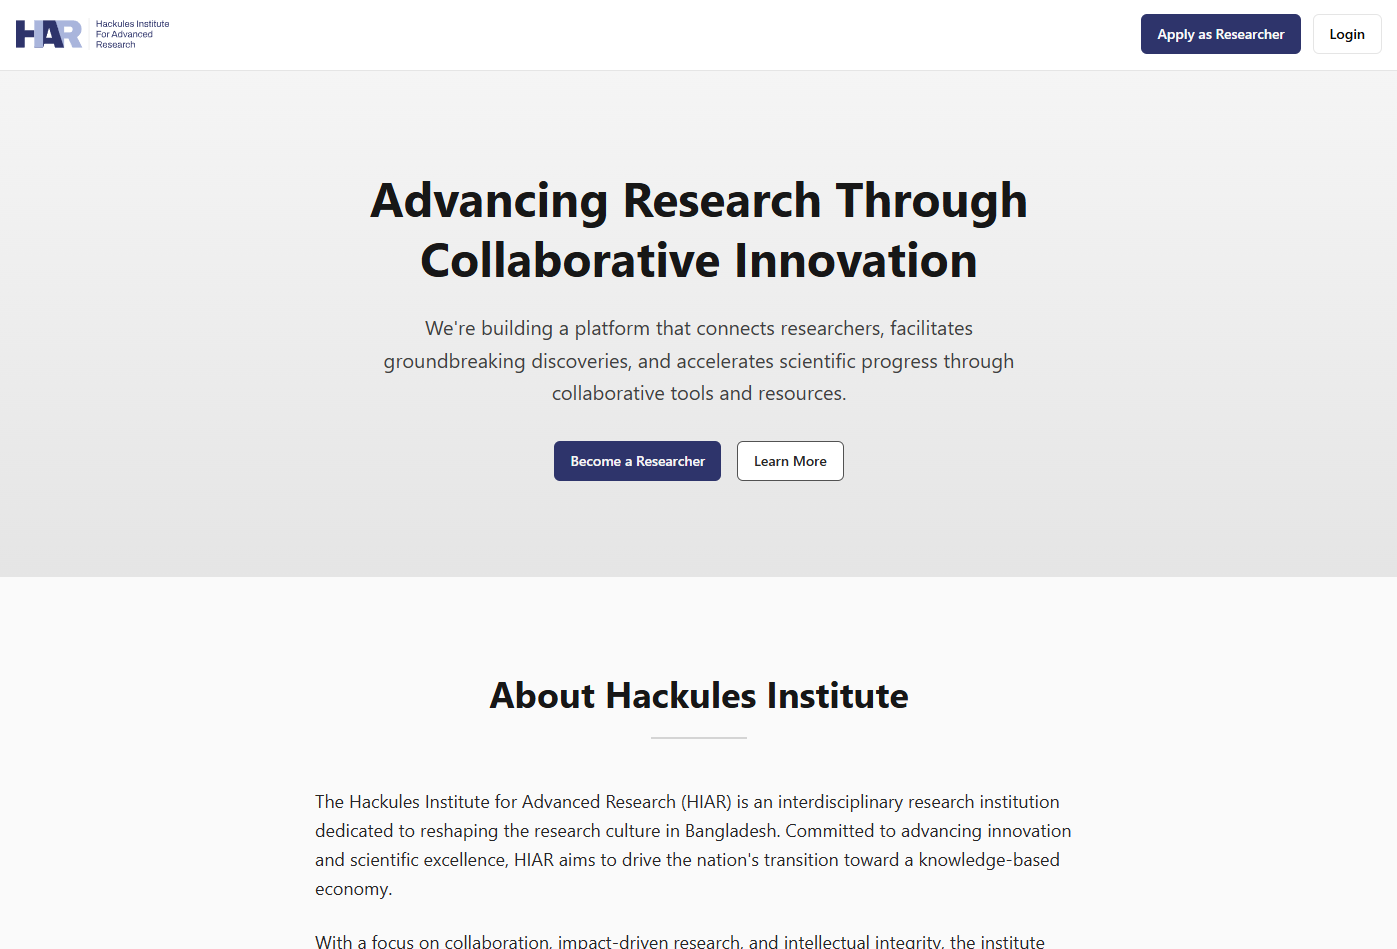 HAR
Hackules Institute
For Advanced
Research
Apply as Researcher
Login
Advancing Research Through
Collaborative Innovation
We're building a platform that connects researchers, facilitates
groundbreaking discoveries, and accelerates scientific progress through
collaborative tools and resources.
Become a Researcher
Learn More
About Hackules Institute
The Hackules Institute for Advanced Research (HIAR) is an interdisciplinary research institution
dedicated to reshaping the research culture in Bangladesh. Committed to advancing innovation
and scientific excellence, HIAR aims to drive the nation's transition toward a knowledge-based
economy.
With a focus on collaboration, impact-driven research, and intellectual integrity, the institute